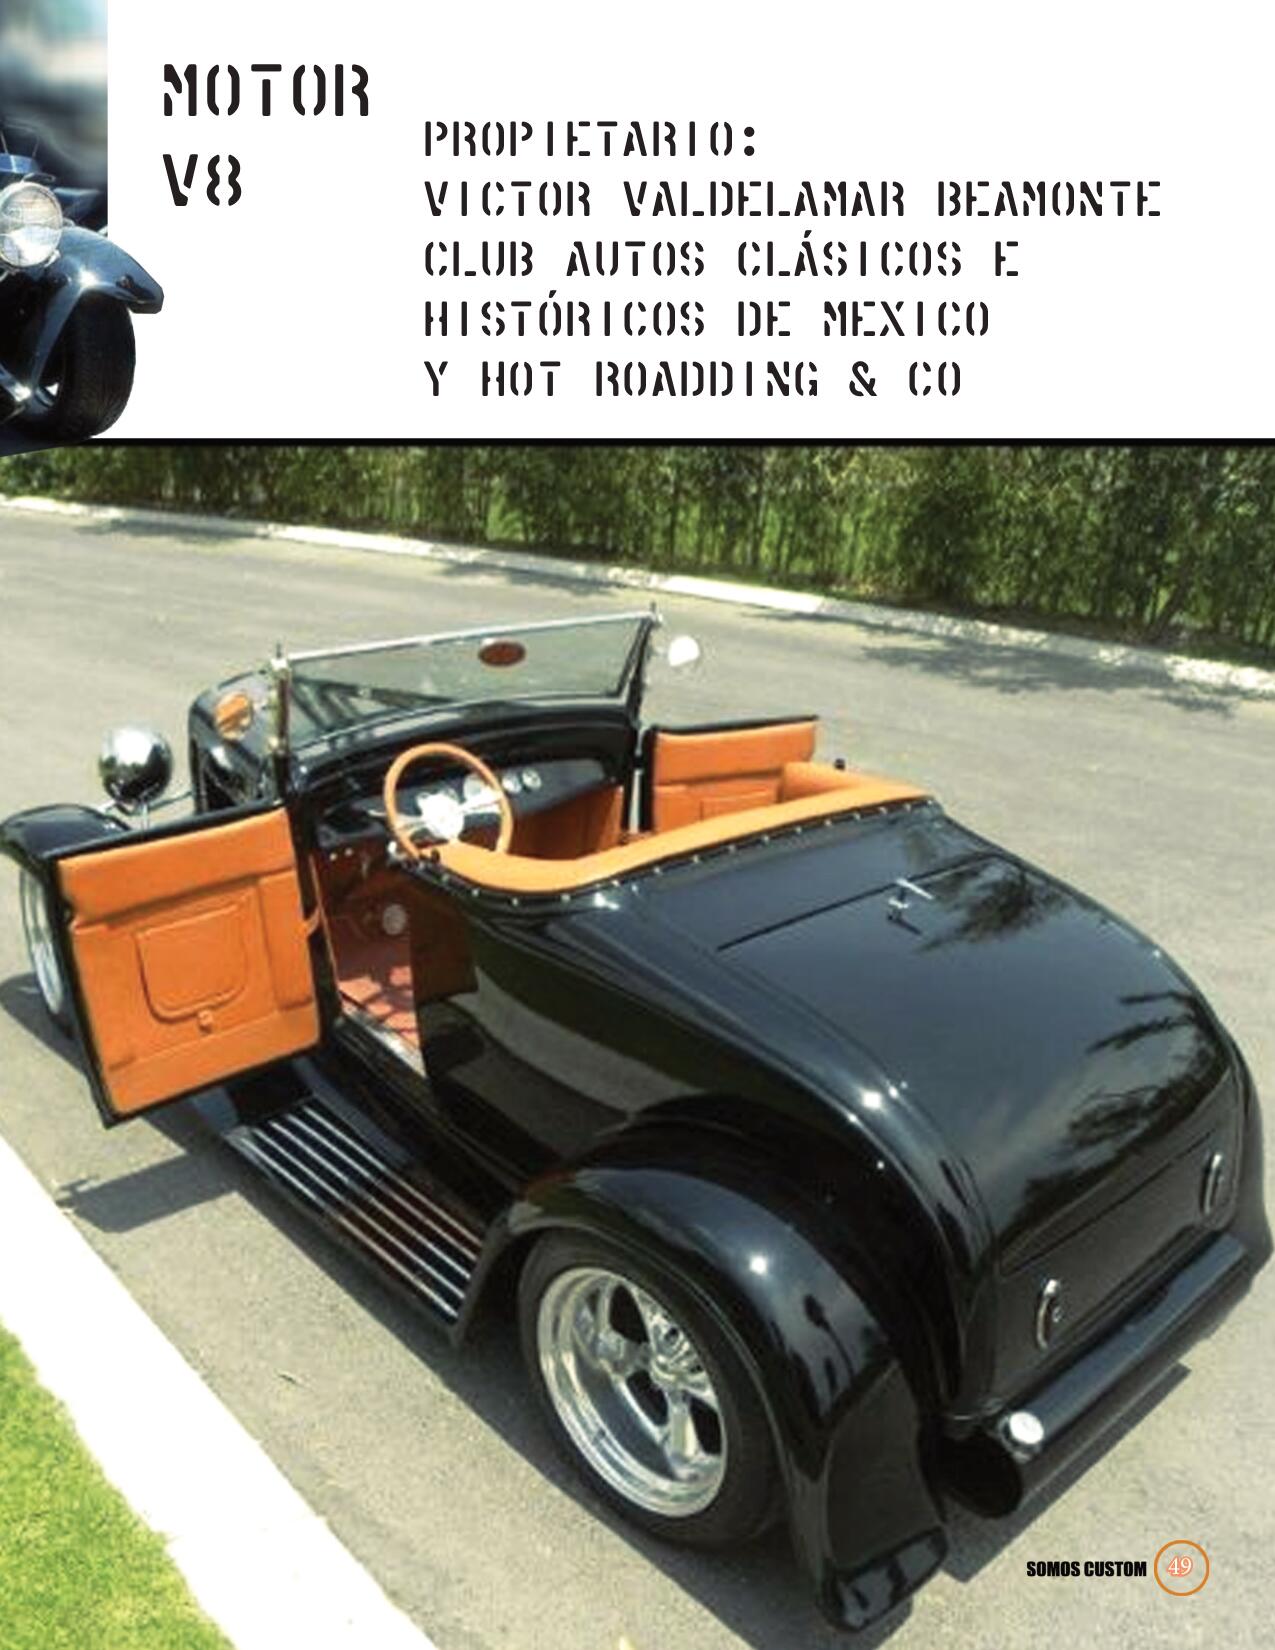 MOTOR
V8
PROPIETARIO:
VICTOR VALDELAMAR BEAMONTE
CLUB AUTOS CLÁSICOS E
HISTÓRICOS DE MEXICO
Y HOT ROADDING & CO
SOMOS CUSTOM 49